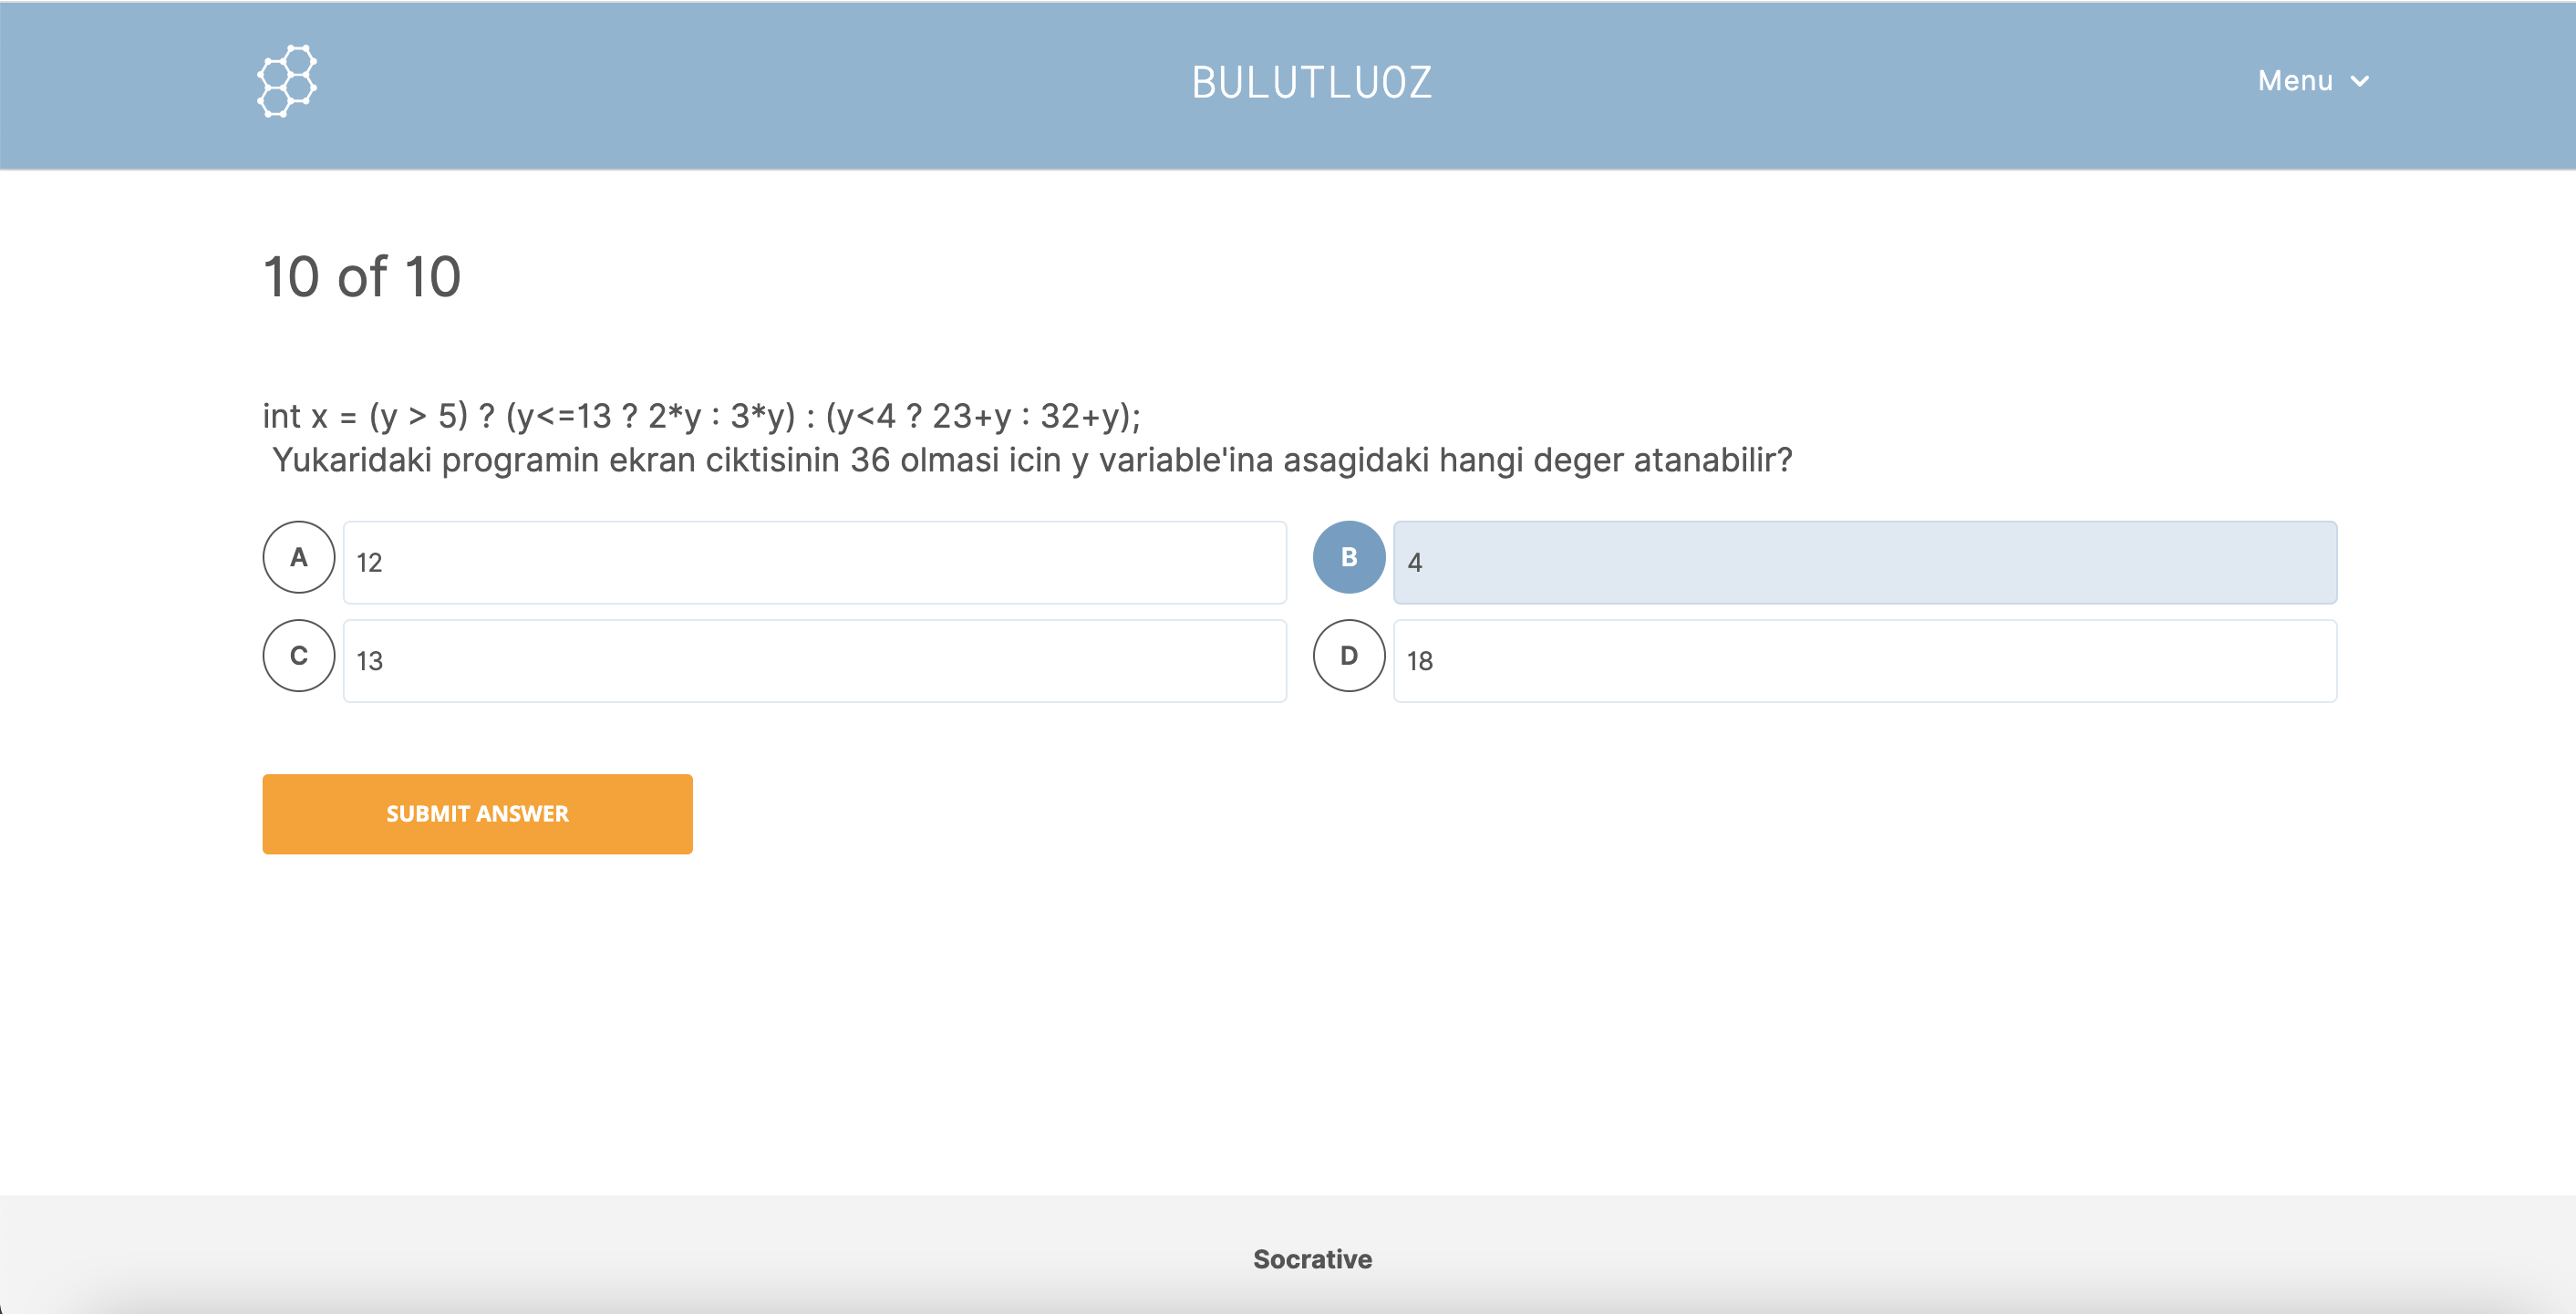 BULUTLUOZ
Menu
10 of 10
int x = (y > 5) ? (y<=13 ? 2*y : 3*y) : (y<4 ? 23+y : 32+y);
Yukaridaki programin ekran ciktisinin 36 olmasi icin y variable'ina asagidaki hangi deger atanabilir?
A 12
B 4
C 13
D 18
SUBMIT ANSWER
Socrative